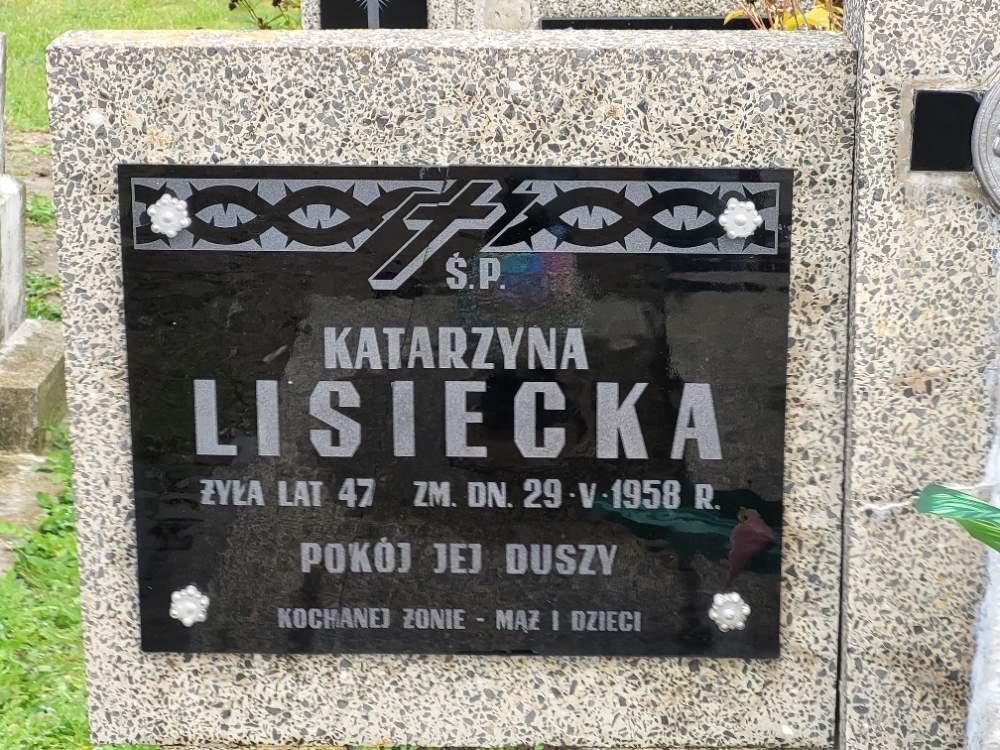 Ś.P.
KATARZYNA
LISIECKA
ŻYŁA LAT 47 ZM. DN. 29·V·1958 R.
POKÓJ JEJ DUSZY
KOCHANEJ ŻONIE - MĄŻ I DZIECI